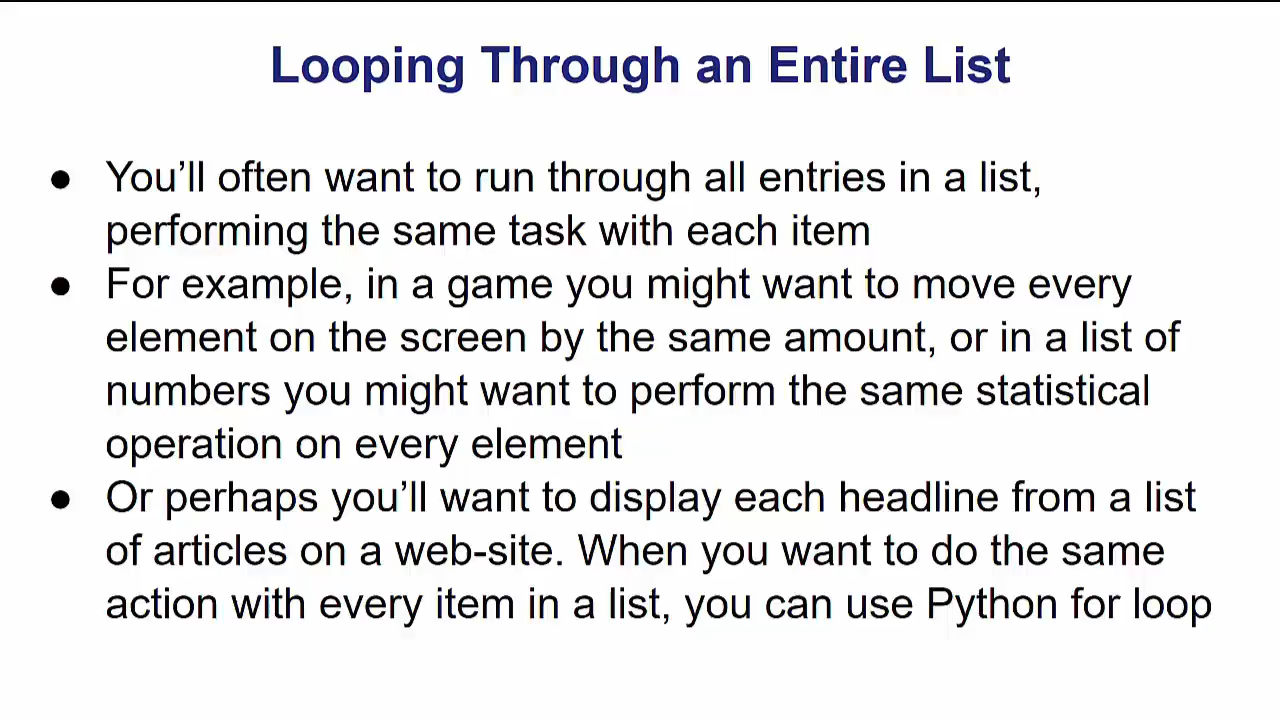 Looping Through an Entire List
● You’ll often want to run through all entries in a list,
performing the same task with each item
● For example, in a game you might want to move every
element on the screen by the same amount, or in a list of
numbers you might want to perform the same statistical
operation on every element
● Or perhaps you’ll want to display each headline from a list
of articles on a web-site. When you want to do the same
action with every item in a list, you can use Python for loop